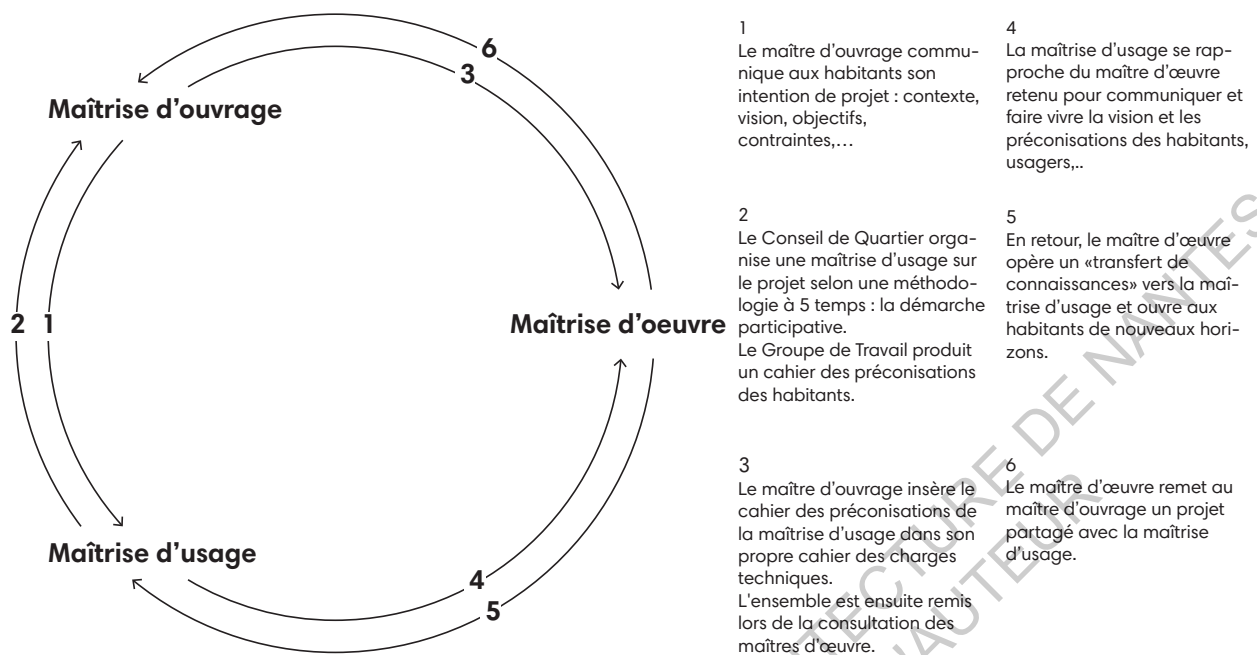 6
3
Maîtrise d'ouvrage
2 1
Maîtrise d'oeuvre
Maîtrise d'usage
4
5
1
Le maître d'ouvrage commu-
nique aux habitants son
intention de projet : contexte,
vision, objectifs,
contraintes,…
2
Le Conseil de Quartier orga-
nise une maîtrise d'usage sur
le projet selon une méthodo-
logie à 5 temps : la démarche
participative.
Le Groupe de Travail produit
un cahier des préconisations
des habitants.
3
Le maître d'ouvrage insère le
cahier des préconisations de
la maîtrise d'usage dans son
propre cahier des charges
techniques.
L'ensemble est ensuite remis
lors de la consultation des
maîtres d'œuvre.
4
La maîtrise d'usage se rap-
proche du maître d'œuvre
retenu pour communiquer et
faire vivre la vision et les
préconisations des habitants,
usagers,..
5
En retour, le maître d'œuvre
opère un «transfert de
connaissances» vers la maî-
trise d'usage et ouvre aux
habitants de nouveaux hori-
zons.
6
Le maître d'œuvre remet au
maître d'ouvrage un projet
partagé avec la maîtrise
d'usage.
DE NANTES